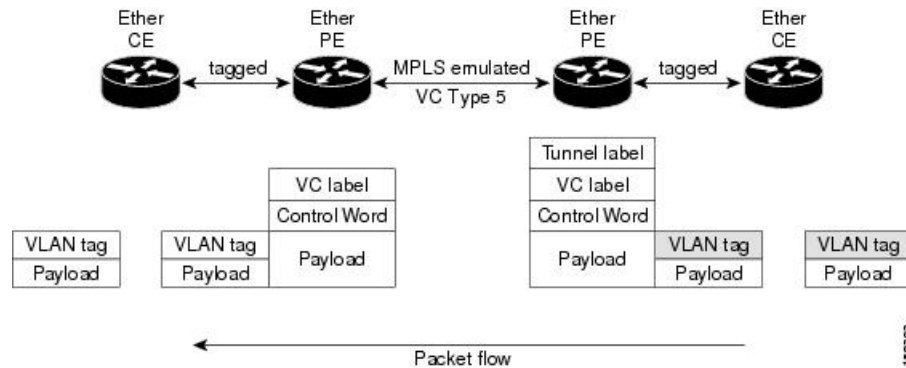 Ether
CE
Ether
PE
Ether
PE
Ether
CE
tagged
MPLS emulated
VC Type 5
tagged
Tunnel label
VC label
VC label
Control Word
Control Word
VLAN tag
VLAN tag
Payload
Payload
VLAN tag
VLAN tag
Payload
Payload
Payload
Payload
Packet flow